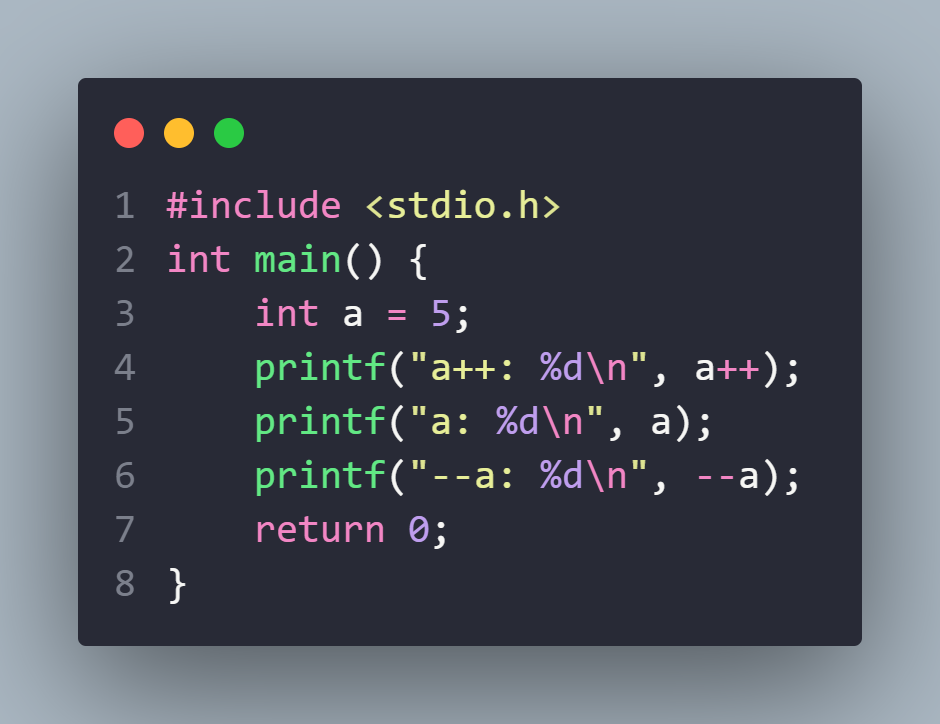 1 #include <stdio.h>
2 int main() {
3     int a = 5;
4     printf("a++: %d\n", a++);
5     printf("a: %d\n", a);
6     printf("--a: %d\n", --a);
7     return 0;
8 }